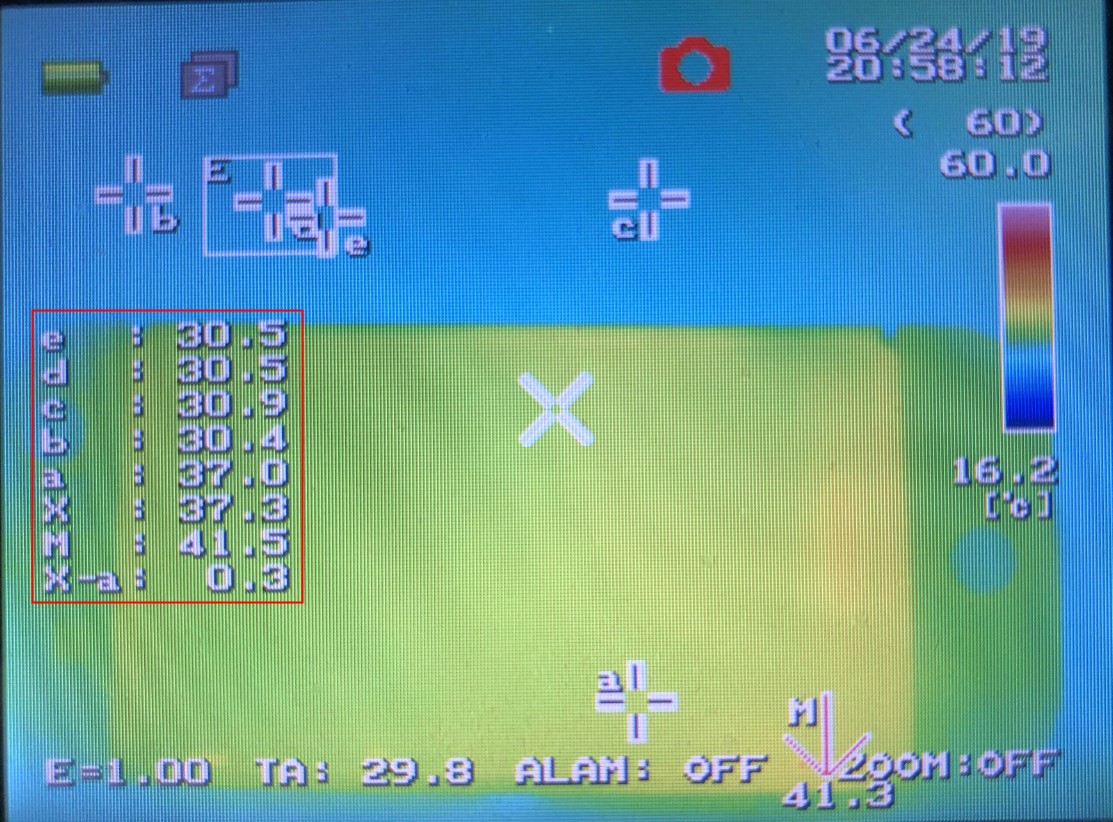 Σ
06/24/19
20:58:12
< 60>
60.0
E
b
d
e
c
e : 30.5
d : 30.5
c : 30.9
b : 30.4
a : 37.0
X : 37.3
M : 41.5
X-a: 0.3
16.2
[℃]
a
M
E=1.00 TA: 29.8 ALAM: OFF ZOOM:OFF
41.3